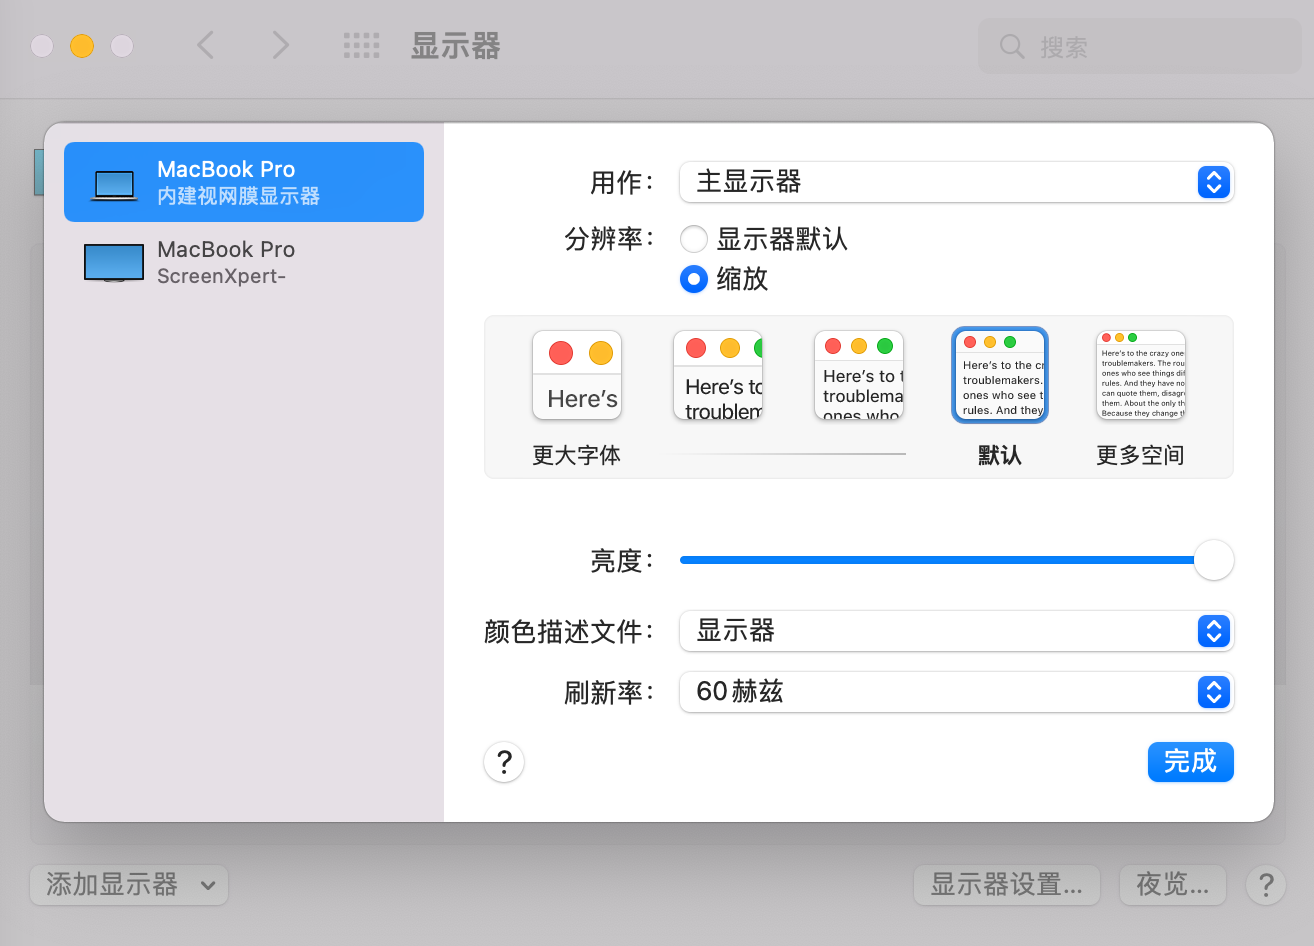 显示器
搜索
MacBook Pro
内建视网膜显示器
MacBook Pro
ScreenXpert-
用作：
主显示器
分辨率：
显示器默认
缩放
Here's
Here's to
troublem
Here's to t
troublema
ones who
Here's to the cr
troublemakers.
ones who see t
rules. And they
Here's to the crazy one
troublemakers. The rou
ones who see things dif
rules. And they have no
can quote them, disagr
them. About the only th
Because they change th
更大字体
默认
更多空间
亮度：
颜色描述文件：
显示器
刷新率：
60赫兹
?
完成
添加显示器
显示器设置...
夜览...
?